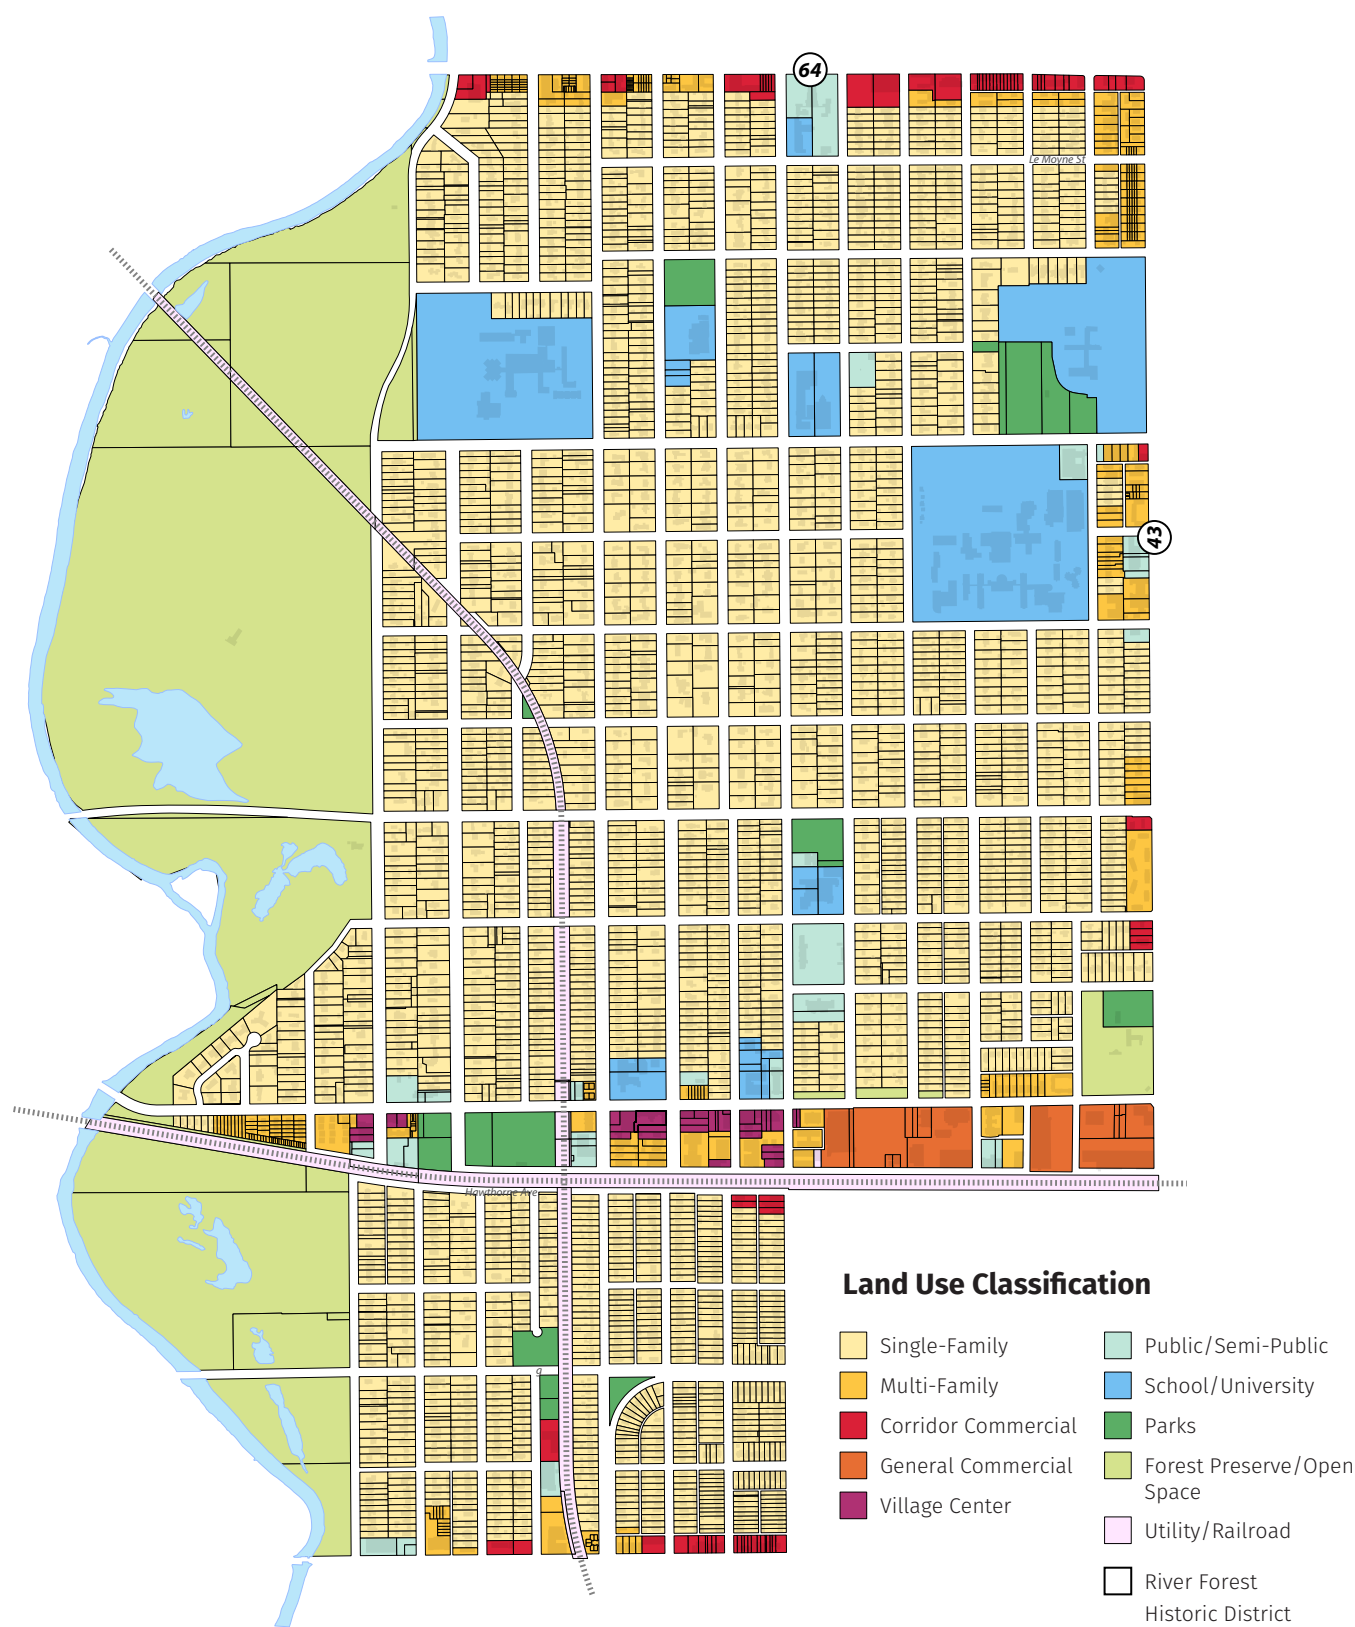 64
Le Moyne St
43
Hawthorne Ave
g
Land Use Classification
Single-Family
Multi-Family
Corridor Commercial
General Commercial
Village Center
Public/Semi-Public
School/University
Parks
Forest Preserve/Open
Space
Utility/Railroad
River Forest
Historic District